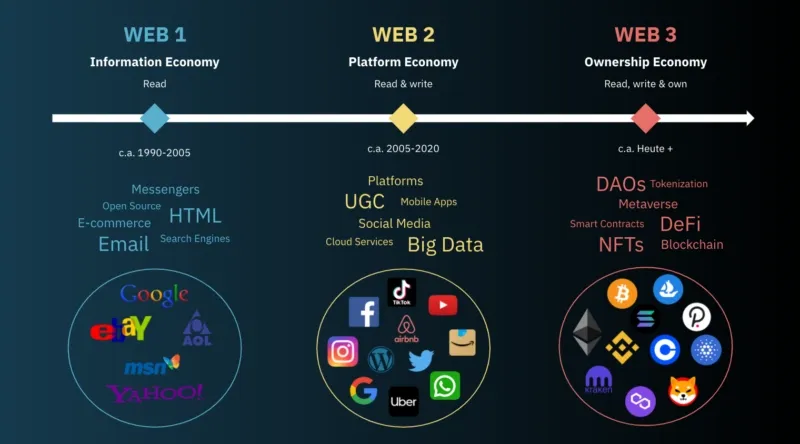 WEB 1
WEB 2
WEB 3
Information Economy
Platform Economy
Ownership Economy
Read
Read & write
Read, write & own
c.a. 1990-2005
c.a. 2005-2020
c.a. Heute +
Messengers
Open Source
HTML
E-commerce
Email
Search Engines
Platforms
UGC
Mobile Apps
Social Media
Cloud Services
Big Data
DAOs
Tokenization
Metaverse
Smart Contracts
DeFi
NFTs
Blockchain
Google
ebay
AOL
msn
YAHOO!
TikTok
airbnb
Uber
kraken